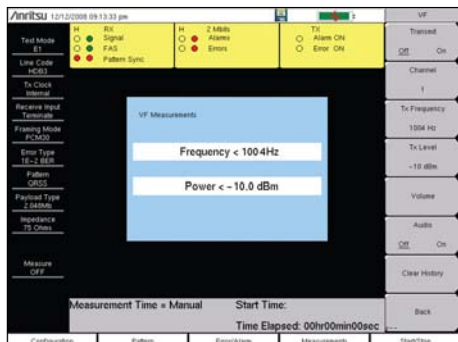 Anritsu 12/12/2008 09:13:33 pm
VF
Test Mode
E1
Line Code
HDB3
Tx Clock
Internal
Receive Input
Terminate
Framing Mode
PCM30
Error Type
1E-2 BER
Pattern
QRSS
Payload Type
2.048Mb
Impedance
75 Ohms
Measure
OFF
H RX
Signal
FAS
Pattern Sync
H 2 Mbits
Alarms
Errors
TX
Alarm ON
Error ON
VF Measurements
Frequency < 1004Hz
Power < -10.0 dBm
Transmit
Off On
Channel
1
Tx Frequency
1004 Hz
Tx Level
-10 dBm
Volume
Audio
Off On
Clear History
Back
Measurement Time = Manual Start Time:
Time Elapsed: 00hr00min00sec
Configuration Pattern Error/Alarm Measurements Start/Stop